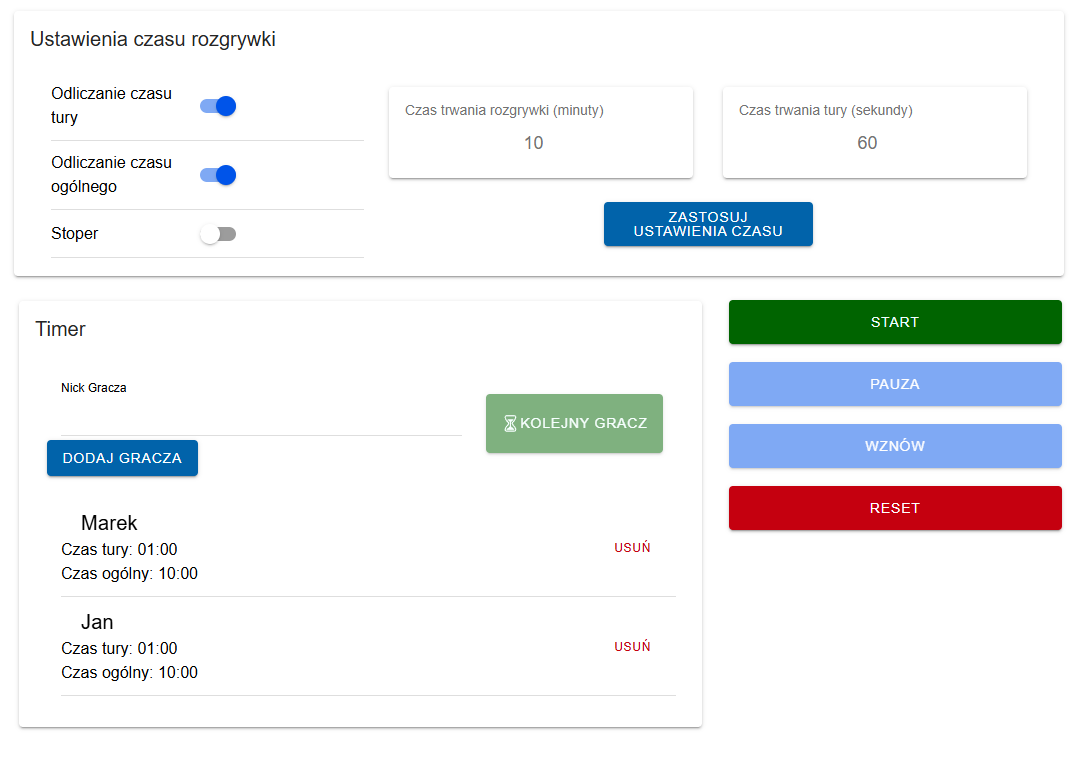 Ustawienia czasu rozgrywki
Odliczanie czasu
tury
Odliczanie czasu
ogólnego
Stoper
Czas trwania rozgrywki (minuty)
10
Czas trwania tury (sekundy)
60
ZASTOSUJ
USTAWIENIA CZASU
Timer
Nick Gracza
KOLEJNY GRACZ
DODAJ GRACZA
Marek
Czas tury: 01:00
Czas ogólny: 10:00
USUŃ
Jan
Czas tury: 01:00
Czas ogólny: 10:00
USUŃ
START
PAUZA
WZNÓW
RESET